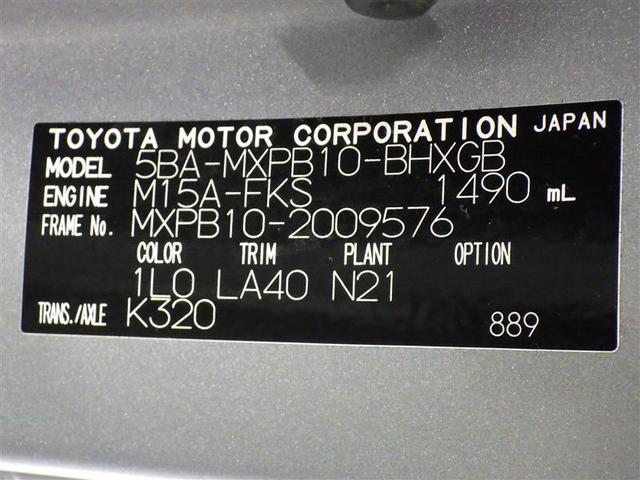 TOYOTA MOTOR CORPORATION JAPAN
MODEL 5BA-MXPB10-BHXGB
ENGINE M15A-FKS 1490 mL
FRAME No. MXPB10-2009576
COLOR TRIM PLANT OPTION
1L0 LA40 N21
TRANS./AXLE K320 889